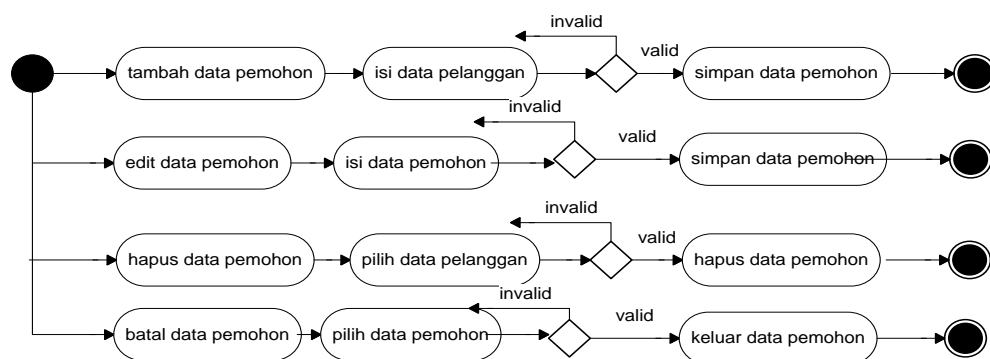 invalid
valid
tambah data pemohon
isi data pelanggan
simpan data pemohon
invalid
valid
edit data pemohon
isi data pemohon
simpan data pemohon
invalid
valid
hapus data pemohon
pilih data pelanggan
hapus data pemohon
invalid
valid
batal data pemohon
pilih data pemohon
keluar data pemohon